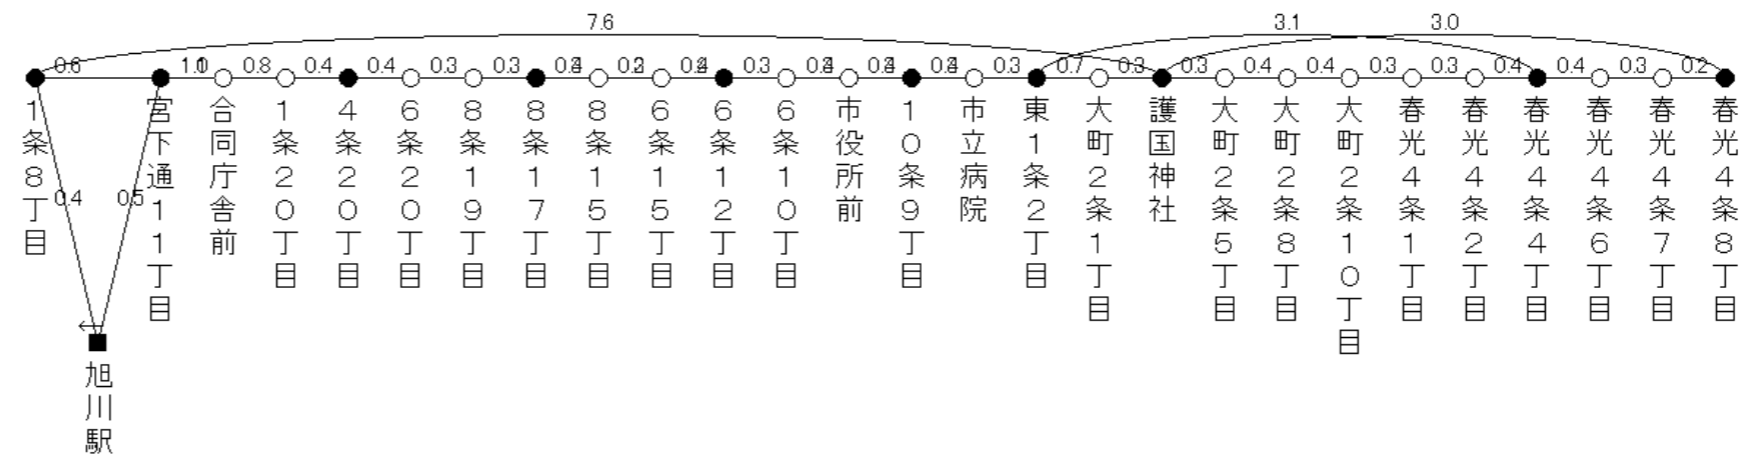 7.6
3.1
3.0
0.6 0.8 0.4 0.4 0.3 0.3 0.3 0.3 0.7 0.3 0.3 0.4 0.4 0.3 0.3 0.4 0.4 0.3 0.2
1条8丁目
宮下通11丁目
合同庁舎前
1条20丁目
4条20丁目
6条20丁目
8条19丁目
8条17丁目
8条15丁目
6条15丁目
6条12丁目
6条10丁目
市役所前
10条9丁目
市立病院
東1条2丁目
大町2条1丁目
護国神社
大町2条5丁目
大町2条8丁目
大町2条10丁目
春光4条1丁目
春光4条2丁目
春光4条4丁目
春光4条6丁目
春光4条7丁目
春光4条8丁目
0.4
0.5
旭川駅